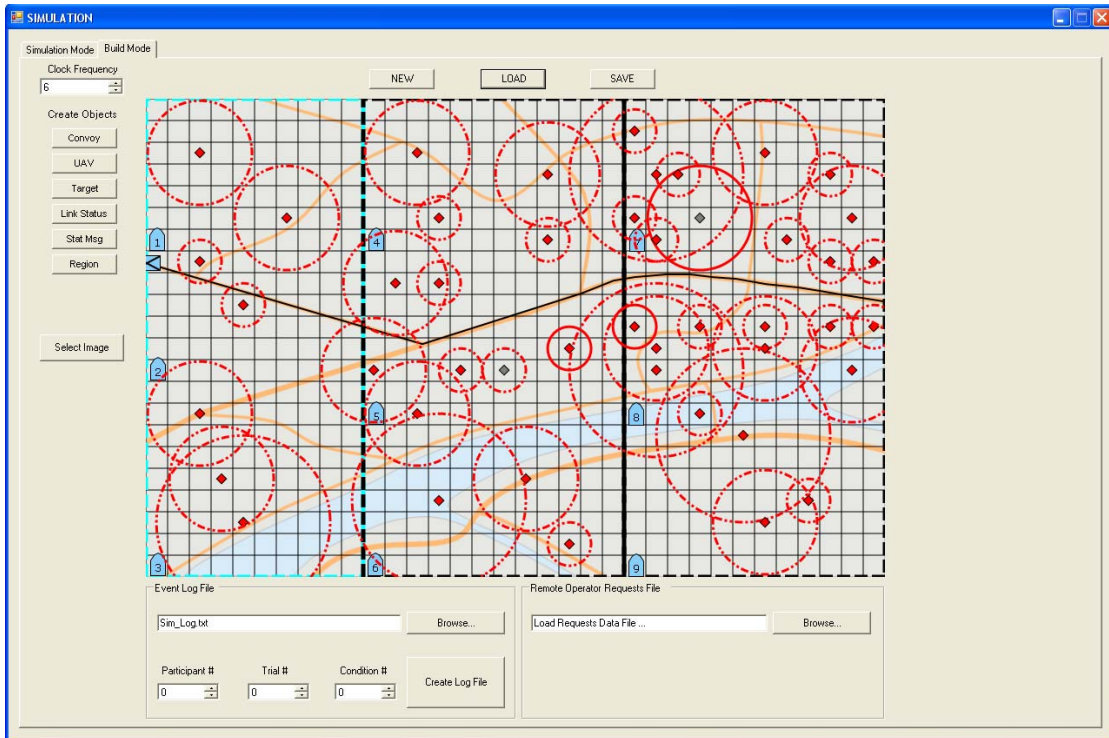 SIMULATION
Simulation Mode Build Mode
Clock Frequency
6
NEW LOAD SAVE
Create Objects
Convoy
UAV
Target
Link Status
Stat Msg
Region
Select Image
1 4 7
2 5 8
3 6 9
Event Log File
Sim_Log.txt
Browse...
Participant # Trial # Condition #
0 0 0
Create Log File
Remote Operator Requests File
Load Requests Data File ...
Browse...